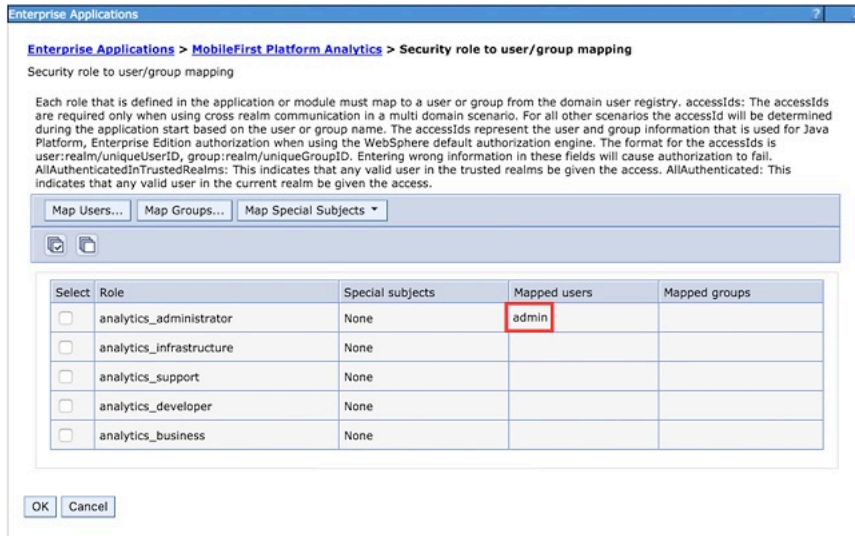 Enterprise Applications ?
Enterprise Applications > MobileFirst Platform Analytics > Security role to user/group mapping
Security role to user/group mapping
Each role that is defined in the application or module must map to a user or group from the domain user registry. accessIds: The accessIds
are required only when using cross realm communication in a multi domain scenario. For all other scenarios the accessId will be determined
during the application start based on the user or group name. The accessIds represent the user and group information that is used for Java
Platform, Enterprise Edition authorization when using the WebSphere default authorization engine. The format for the accessIds is
user:realm/uniqueUserID, group:realm/uniqueGroupID. Entering wrong information in these fields will cause authorization to fail.
AllAuthenticatedInTrustedRealms: This indicates that any valid user in the trusted realms be given the access. AllAuthenticated: This
indicates that any valid user in the current realm be given the access.
Map Users... Map Groups... Map Special Subjects
Select Role Special subjects Mapped users Mapped groups
analytics_administrator None admin
analytics_infrastructure None
analytics_support None
analytics_developer None
analytics_business None
OK Cancel